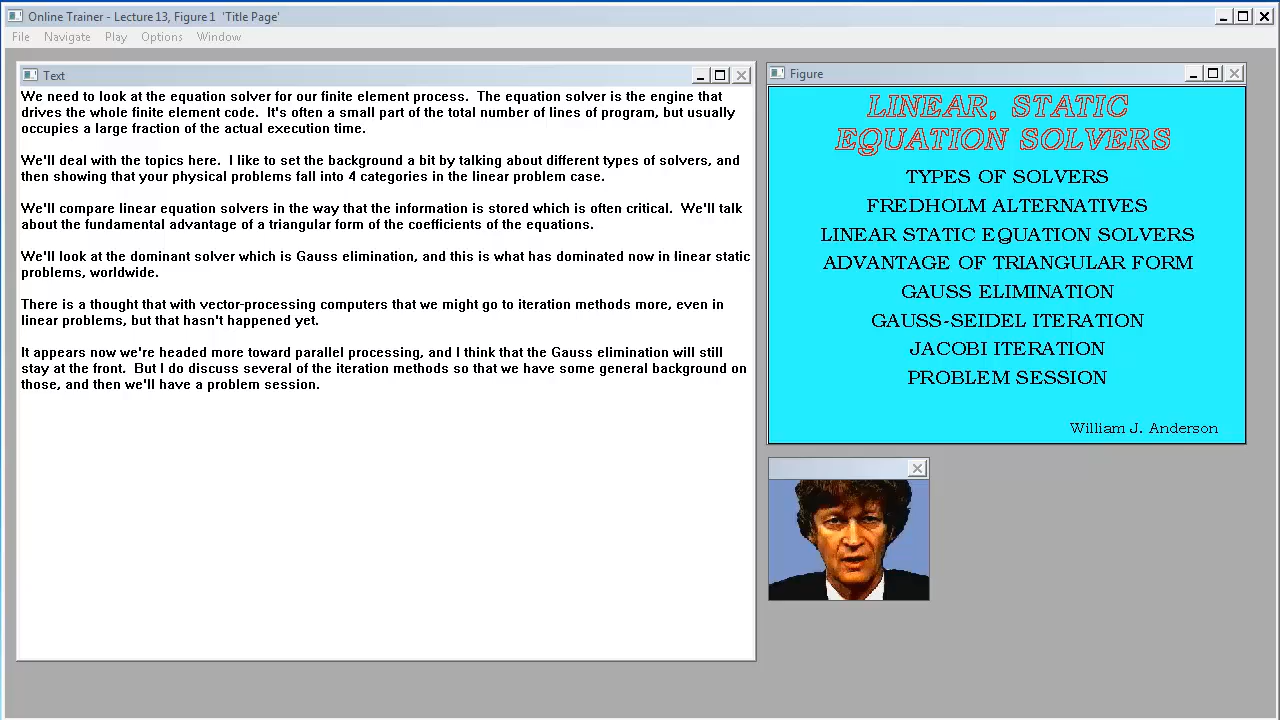 Online Trainer - Lecture 13, Figure 1 'Title Page'
File Navigate Play Options Window
Text
We need to look at the equation solver for our finite element process. The equation solver is the engine that
drives the whole finite element code. It's often a small part of the total number of lines of program, but usually
occupies a large fraction of the actual execution time.
We'll deal with the topics here. I like to set the background a bit by talking about different types of solvers, and
then showing that your physical problems fall into 4 categories in the linear problem case.
We'll compare linear equation solvers in the way that the information is stored which is often critical. We'll talk
about the fundamental advantage of a triangular form of the coefficients of the equations.
We'll look at the dominant solver which is Gauss elimination, and this is what has dominated now in linear static
problems, worldwide.
There is a thought that with vector-processing computers that we might go to iteration methods more, even in
linear problems, but that hasn't happened yet.
It appears now we're headed more toward parallel processing, and I think that the Gauss elimination will still
stay at the front. But I do discuss several of the iteration methods so that we have some general background on
those, and then we'll have a problem session.
Figure
LINEAR, STATIC
EQUATION SOLVERS
TYPES OF SOLVERS
FREDHOLM ALTERNATIVES
LINEAR STATIC EQUATION SOLVERS
ADVANTAGE OF TRIANGULAR FORM
GAUSS ELIMINATION
GAUSS-SEIDEL ITERATION
JACOBI ITERATION
PROBLEM SESSION
William J. Anderson